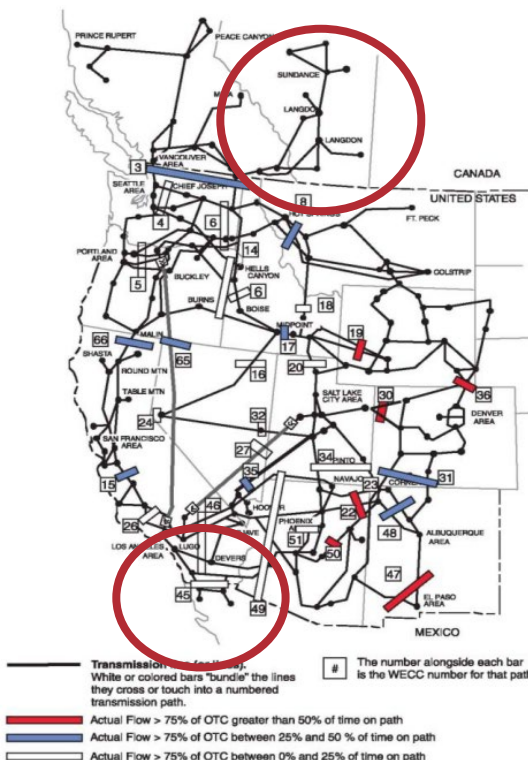 PRINCE RUPERT
PEACE CANYON
SUNDANCE
LANGDON
VANCOUVER
AREA
3
SEATTLE
AREA
CHIEF JOSEPH
CANADA
UNITED STATES
4
6
8
HOT SPRINGS
FT. PECK
PORTLAND
AREA
14
HELLS
CANYON
COLSTRIP
5
BUCKLEY
6
BOISE
BURNS
18
MALIN
66
65
17
MIDPOINT
19
SHASTA
ROUND MTN
16
20
36
TABLE MTN
SALT LAKE
CITY AREA
30
DENVER
AREA
24
32
SAN FRANCISCO
AREA
27
34
PINTO
15
35
NAVAJO
23
31
26
46
22
48
LOS ANGELES
AREA
LUGO
PHOENIX
51
50
ALBUQUERQUE
AREA
DEVERS
47
45
49
EL PASO
AREA
MEXICO
Transmission
White or colored bars "bundle" the lines
they cross or touch into a numbered
transmission path.
# The number alongside each bar
is the WECC number for that path
Actual Flow > 75% of OTC greater than 50% of time on path
Actual Flow > 75% of OTC between 25% and 50 % of time on path
Actual Flow > 75% of OTC between 0% and 25% of time on path